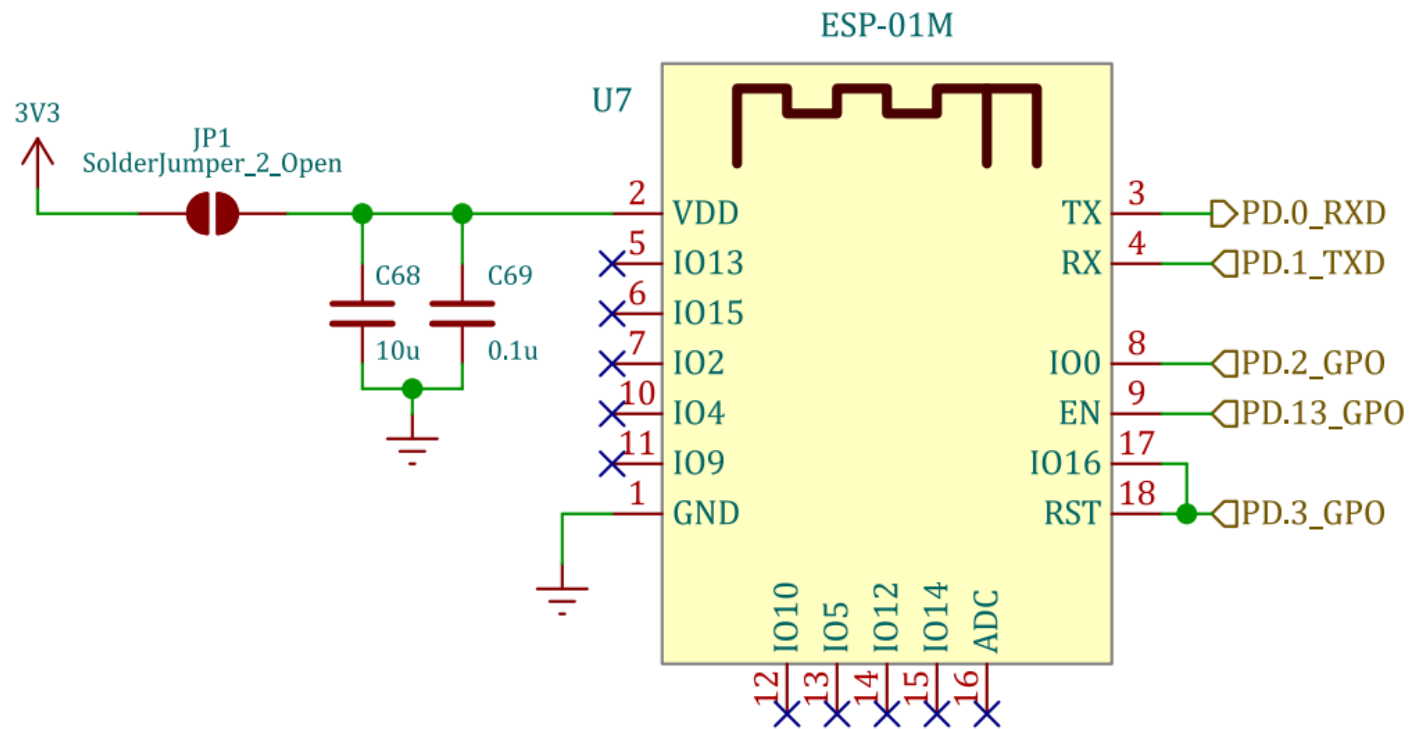 ESP-01M
U7
3V3
JP1
SolderJumper_2_Open
2 VDD
5 IO13
6 IO15
7 IO2
10 IO4
11 IO9
1 GND
C68
10u
C69
0.1u
TX 3 PD.0_RXD
RX 4 PD.1_TXD
IO0 8 PD.2_GPO
EN 9 PD.13_GPO
IO16 17
RST 18 PD.3_GPO
IO10 12
IO5 13
IO12 14
IO14 15
ADC 16